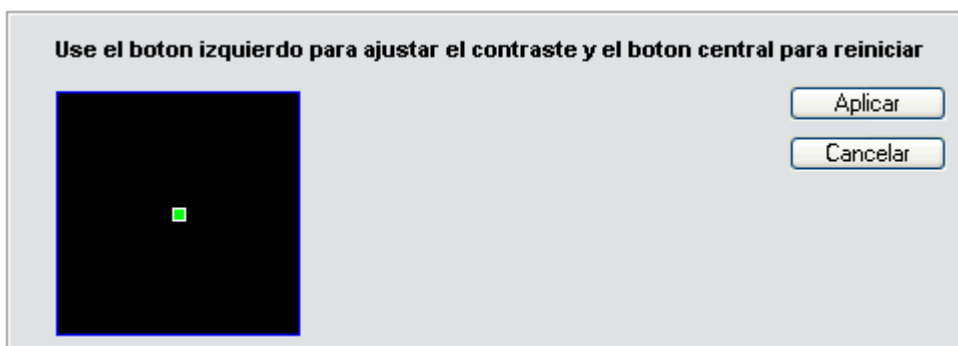 Use el boton izquierdo para ajustar el contraste y el boton central para reiniciar
Aplicar
Cancelar